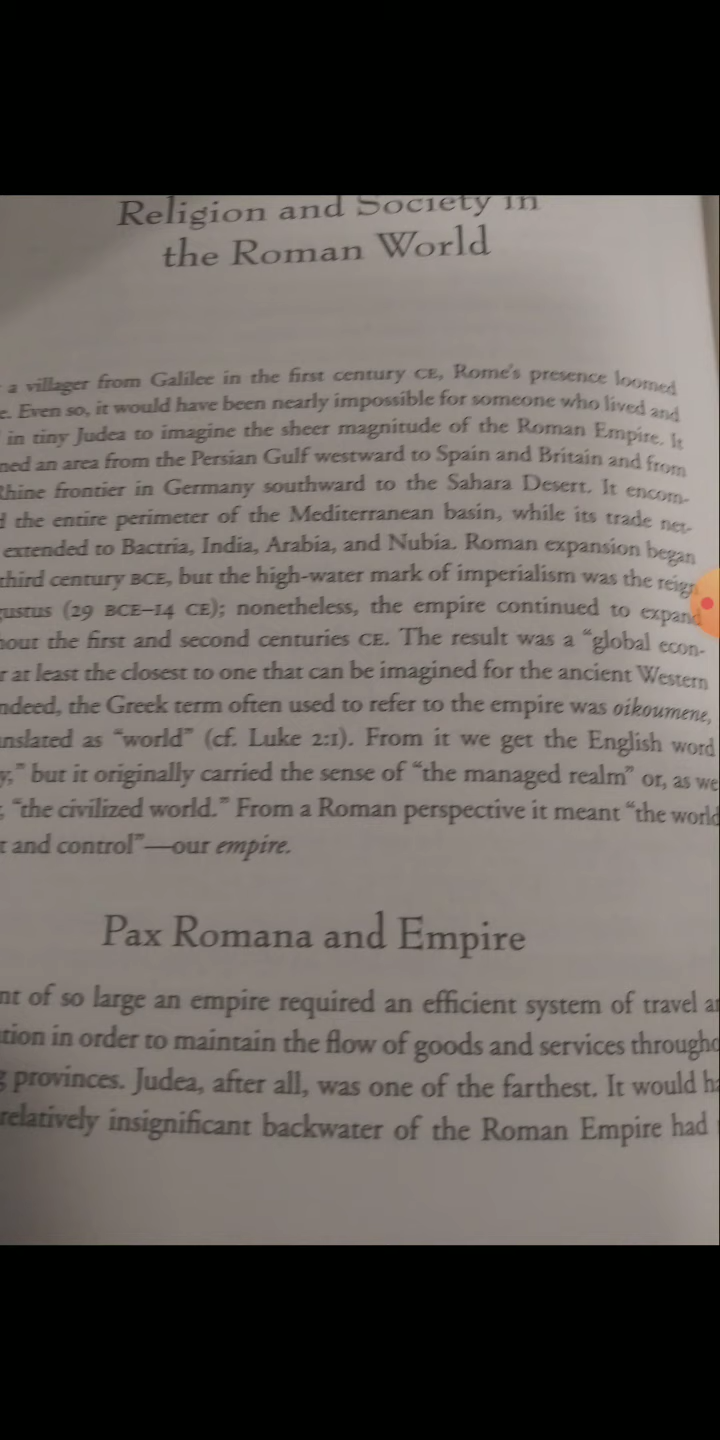 Religion and Society in
the Roman World
a villager from Galilee in the first century CE, Rome's presence loomed
e. Even so, it would have been nearly impossible for someone who lived and
in tiny Judea to imagine the sheer magnitude of the Roman Empire. It
ned an area from the Persian Gulf westward to Spain and Britain and from
Rhine frontier in Germany southward to the Sahara Desert. It encom-
d the entire perimeter of the Mediterranean basin, while its trade net-
extended to Bactria, India, Arabia, and Nubia. Roman expansion began
third century BCE, but the high-water mark of imperialism was the reign
gustus (29 BCE–14 CE); nonetheless, the empire continued to expand
hout the first and second centuries CE. The result was a “global econ-
r at least the closest to one that can be imagined for the ancient Western
ndeed, the Greek term often used to refer to the empire was oikoumene,
anslated as “world” (cf. Luke 2:1). From it we get the English word
y,” but it originally carried the sense of “the managed realm” or, as we
, “the civilized world.” From a Roman perspective it meant “the world
t and control”—our empire.
Pax Romana and Empire
nt of so large an empire required an efficient system of travel a
tion in order to maintain the flow of goods and services througho
g provinces. Judea, after all, was one of the farthest. It would ha
relatively insignificant backwater of the Roman Empire had